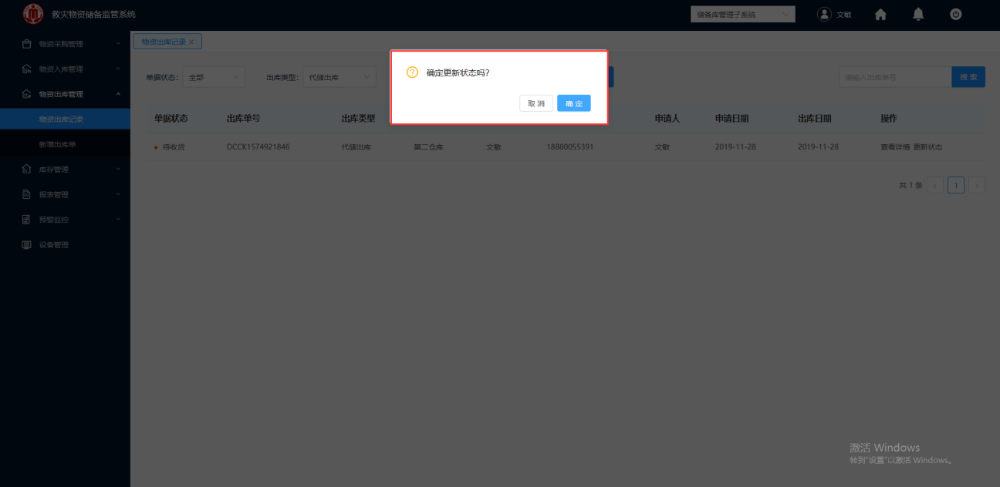 救灾物资储备监管系统
储备库管理子系统
文敏
物资采购管理
物资入库管理
物资出库管理
物资出库记录
新增出库单
库存管理
报表管理
预警监控
设备管理
物资出库记录 ×
单据状态: 全部 出库类型: 代储出库
请输入出库单号 搜 索
确定更新状态吗？
取 消 确 定
单据状态 出库单号 出库类型 申请人 申请日期 出库日期 操作
待收货 DCCK1574921846 代储出库 第二仓库 文敏 18880055391 文敏 2019-11-28 2019-11-28 查看详情 更新状态
共 1 条 < 1 >
激活 Windows
转到"设置"以激活 Windows。